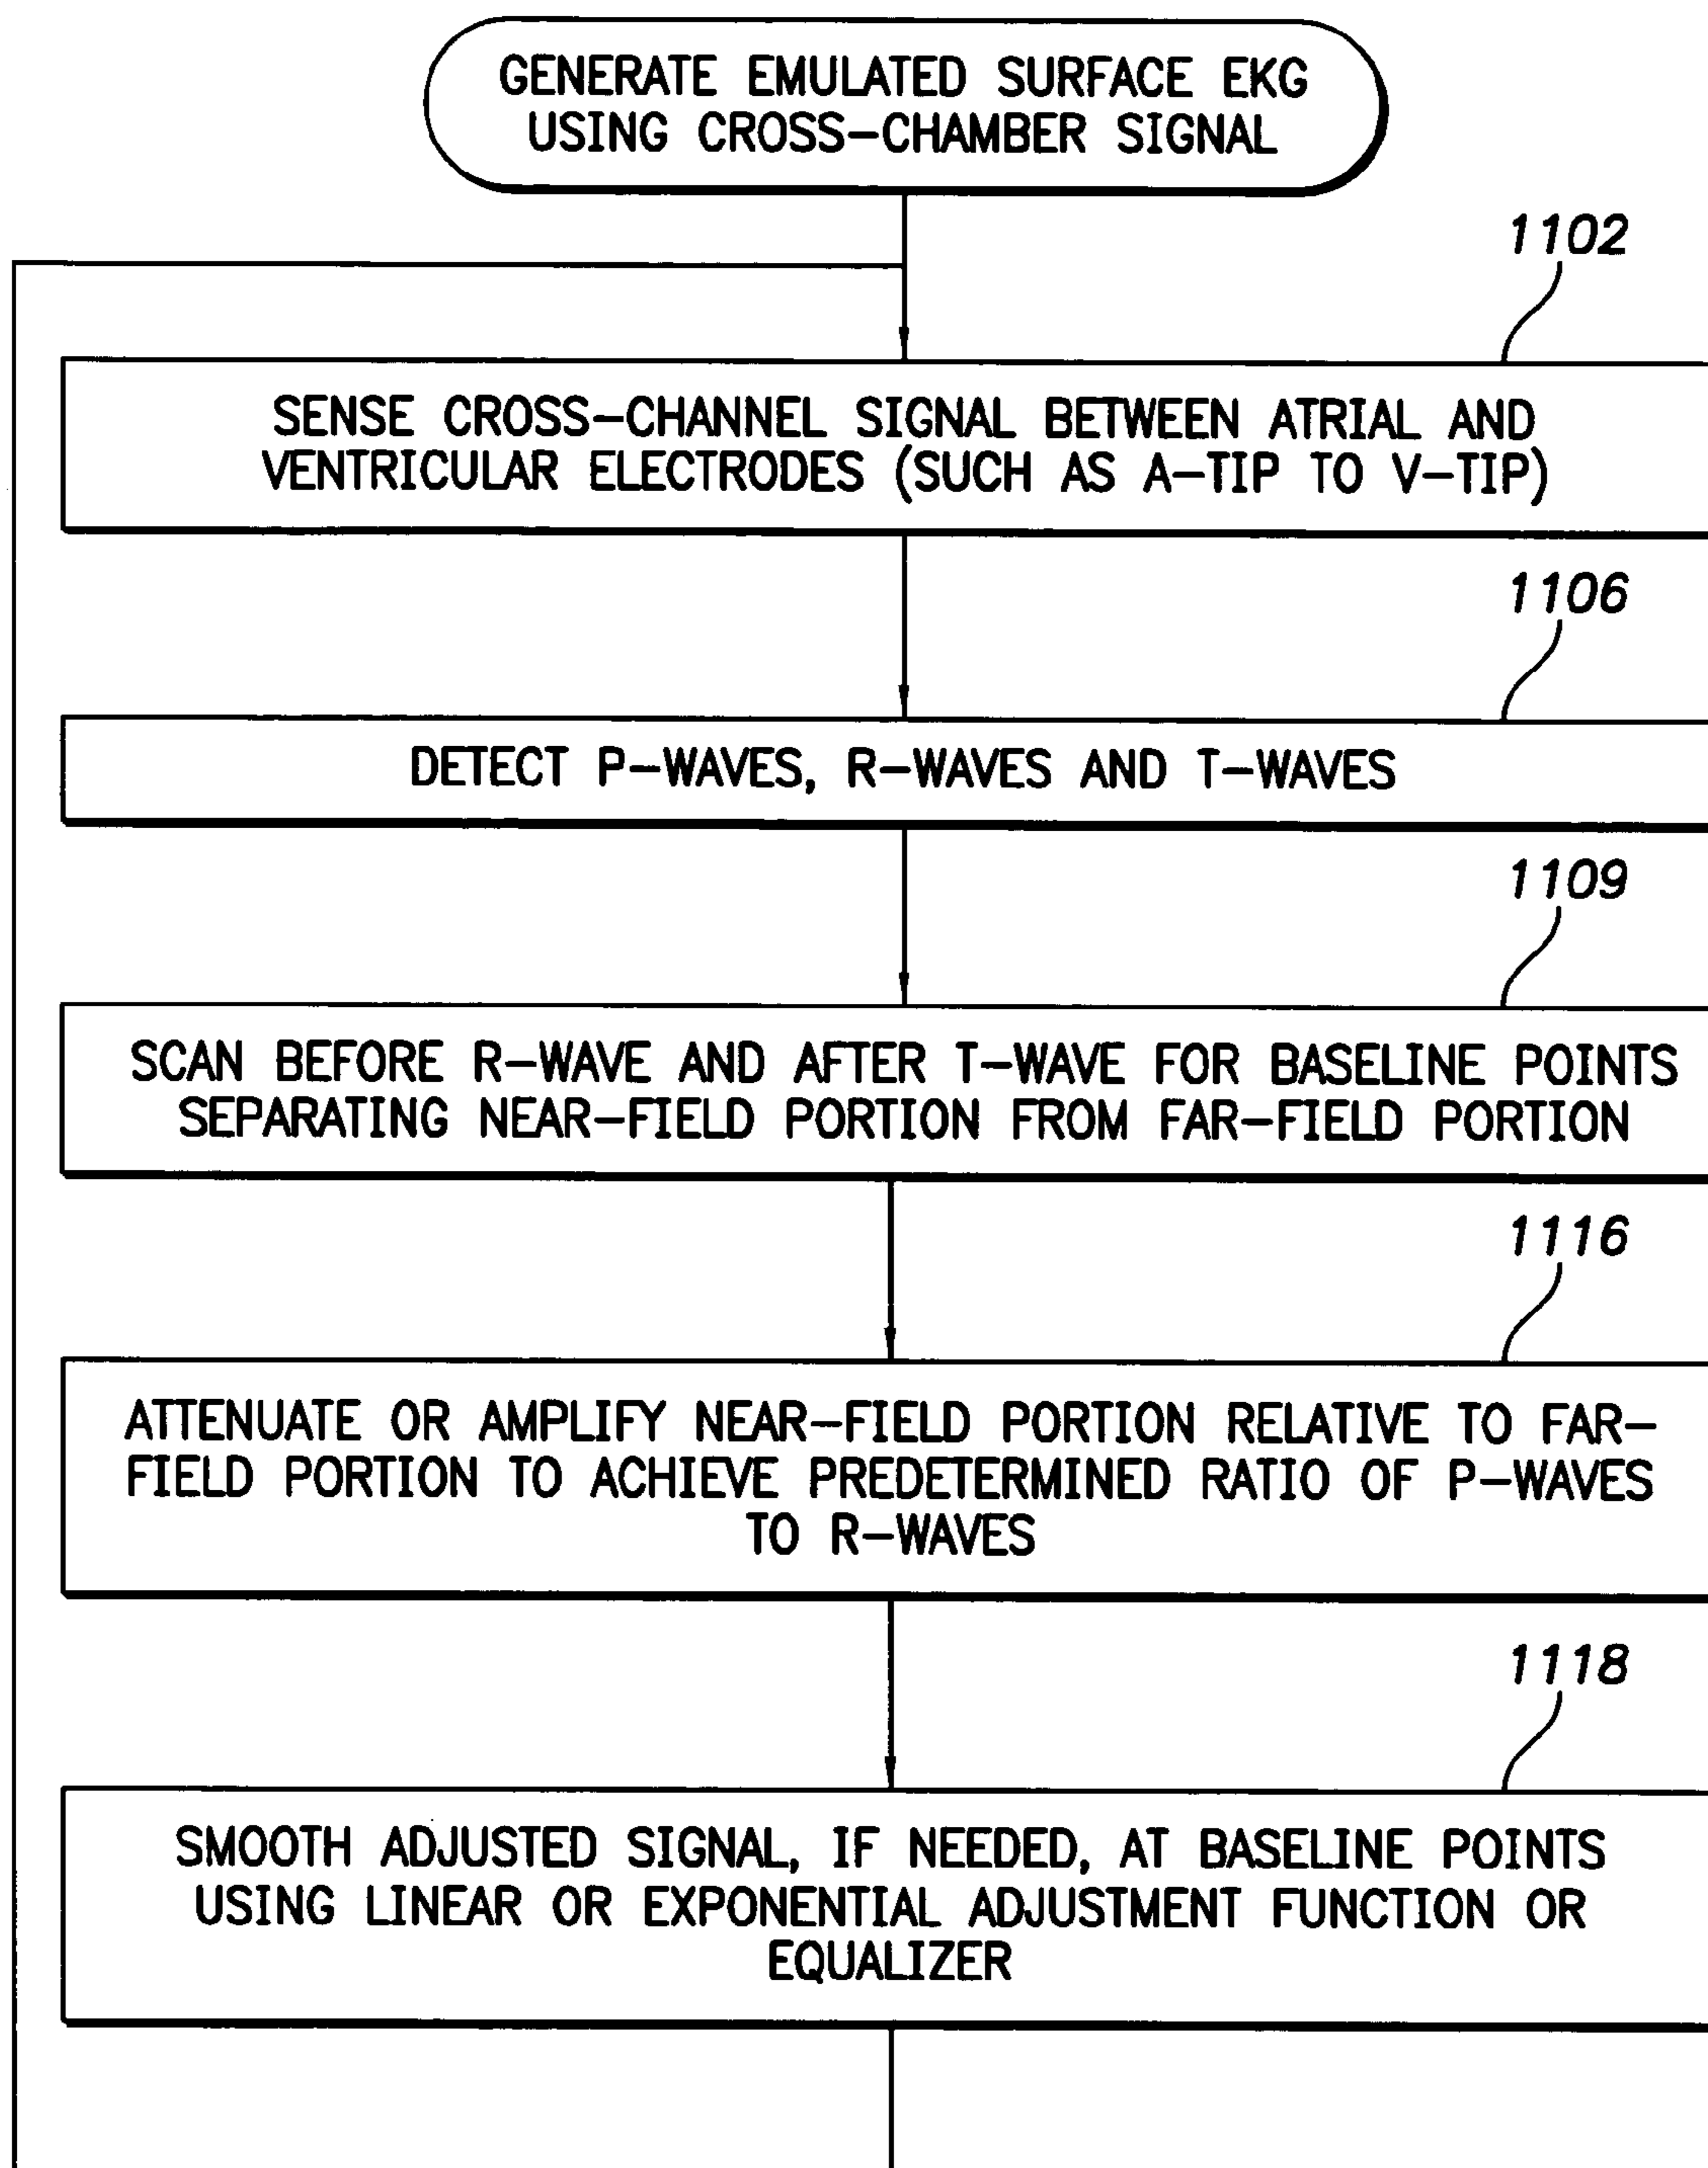 GENERATE EMULATED SURFACE EKG
USING CROSS-CHAMBER SIGNAL
1102
SENSE CROSS-CHANNEL SIGNAL BETWEEN ATRIAL AND
VENTRICULAR ELECTRODES (SUCH AS A-TIP TO V-TIP)
1106
DETECT P-WAVES, R-WAVES AND T-WAVES
1109
SCAN BEFORE R-WAVE AND AFTER T-WAVE FOR BASELINE POINTS
SEPARATING NEAR-FIELD PORTION FROM FAR-FIELD PORTION
1116
ATTENUATE OR AMPLIFY NEAR-FIELD PORTION RELATIVE TO FAR-
FIELD PORTION TO ACHIEVE PREDETERMINED RATIO OF P-WAVES
TO R-WAVES
1118
SMOOTH ADJUSTED SIGNAL, IF NEEDED, AT BASELINE POINTS
USING LINEAR OR EXPONENTIAL ADJUSTMENT FUNCTION OR
EQUALIZER